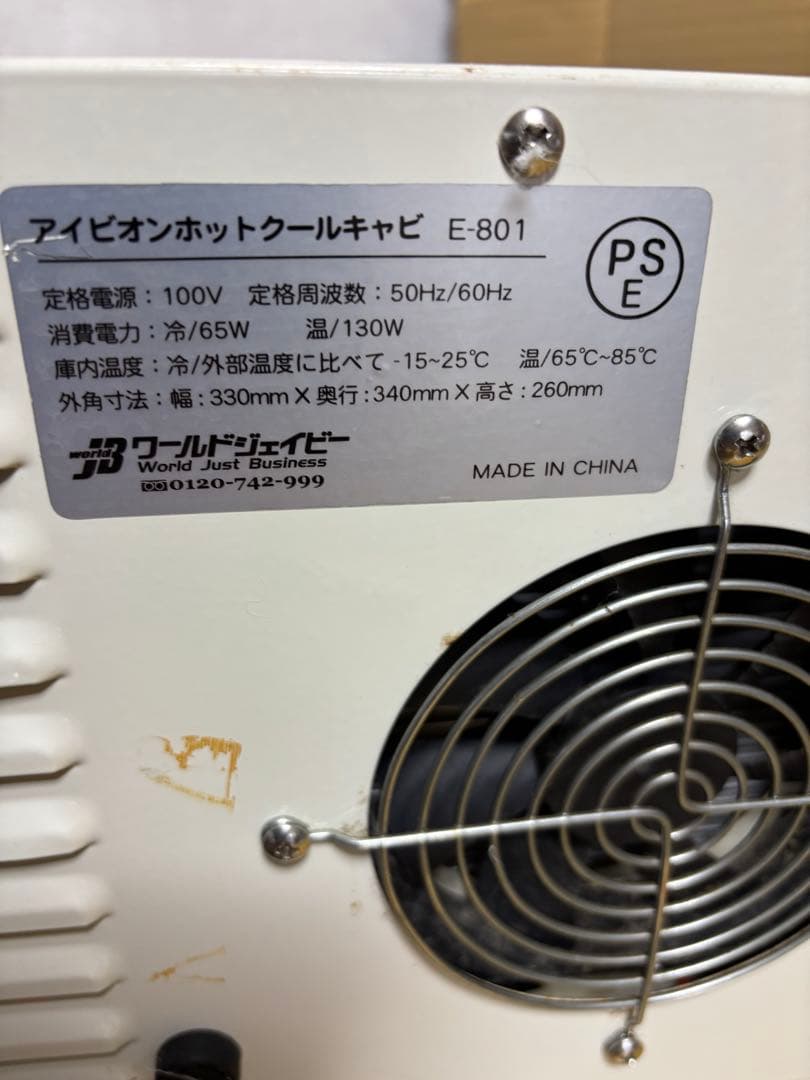 アイビオンホットクールキャビ E-801
PS
E
定格電源：100V 定格周波数：50Hz/60Hz
消費電力：冷/65W 温/130W
庫内温度：冷/外部温度に比べて -15~25℃ 温/65℃~85℃
外角寸法：幅：330mm X 奥行：340mm X 高さ：260mm
world JB ワールドジェイビー
World Just Business
0120-742-999
MADE IN CHINA